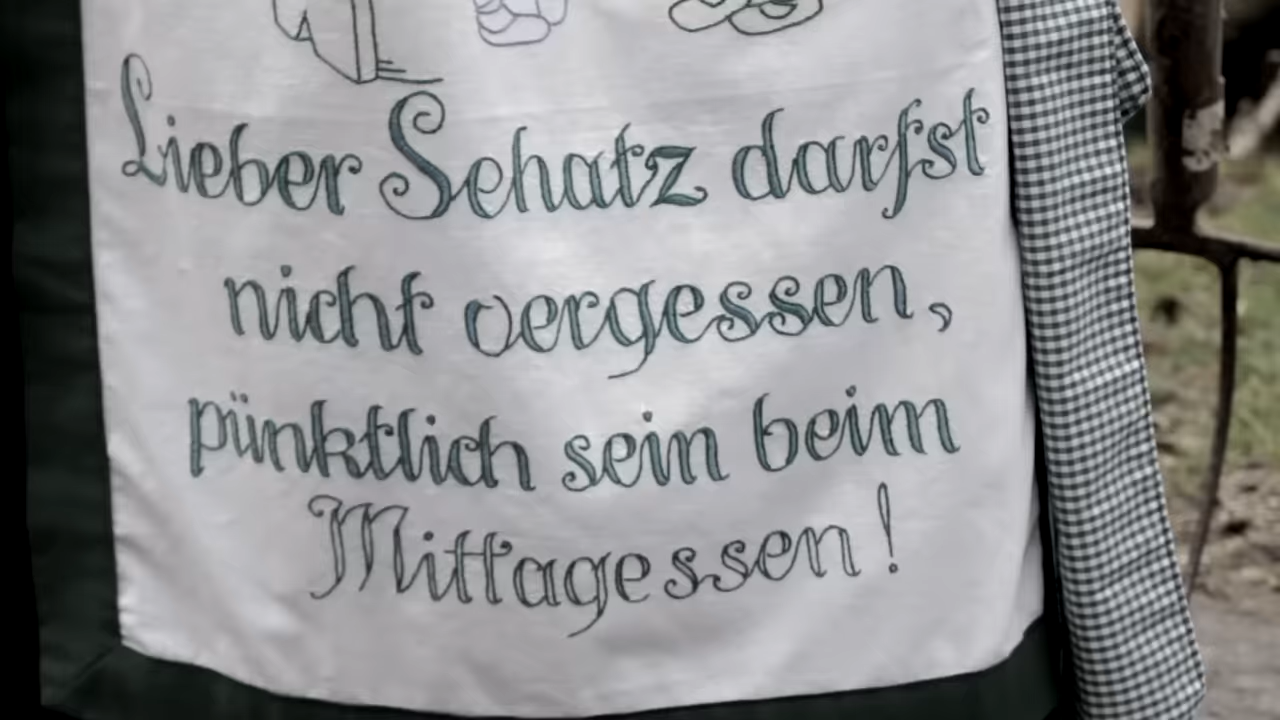 Lieber Schatz darfst
nicht vergessen,
pünktlich sein beim
Mittagessen!